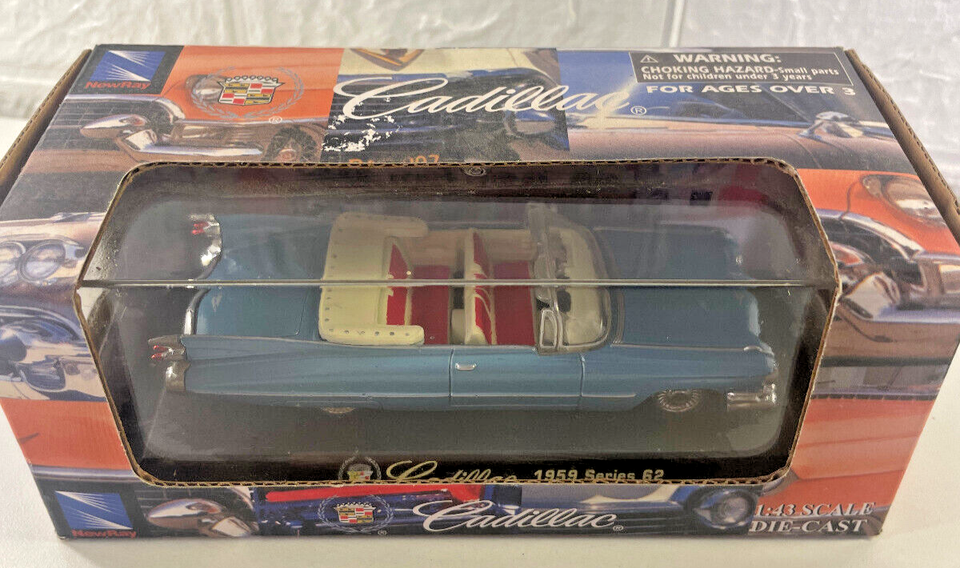 NewRay
Cadillac®
WARNING:
CHOKING HAZARD-Small parts
Not for children under 3 years
FOR AGES OVER 3
Cadillac 1959 Series 62
NewRay
Cadillac®
1:43 SCALE
DIE-CAST